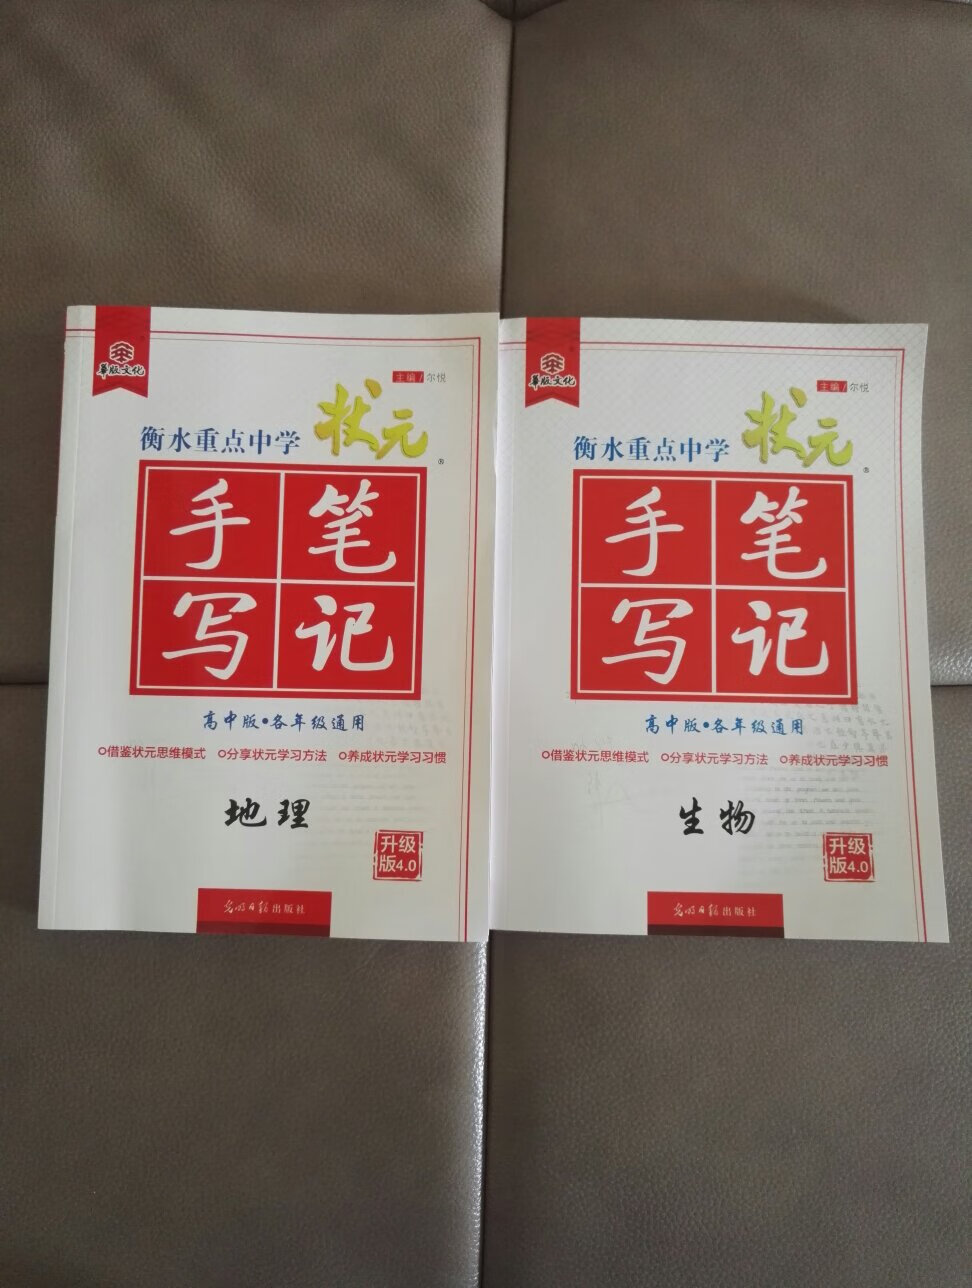 華版文化
主编/尔悦
衡水重点中学 状元®
手笔
写记
高中版•各年级通用
借鉴状元思维模式 分享状元学习方法 养成状元学习习惯
地理
升级
版4.0
光明日报出版社
華版文化
主编/尔悦
衡水重点中学 状元®
手笔
写记
高中版•各年级通用
借鉴状元思维模式 分享状元学习方法 养成状元学习习惯
生物
升级
版4.0
光明日报出版社